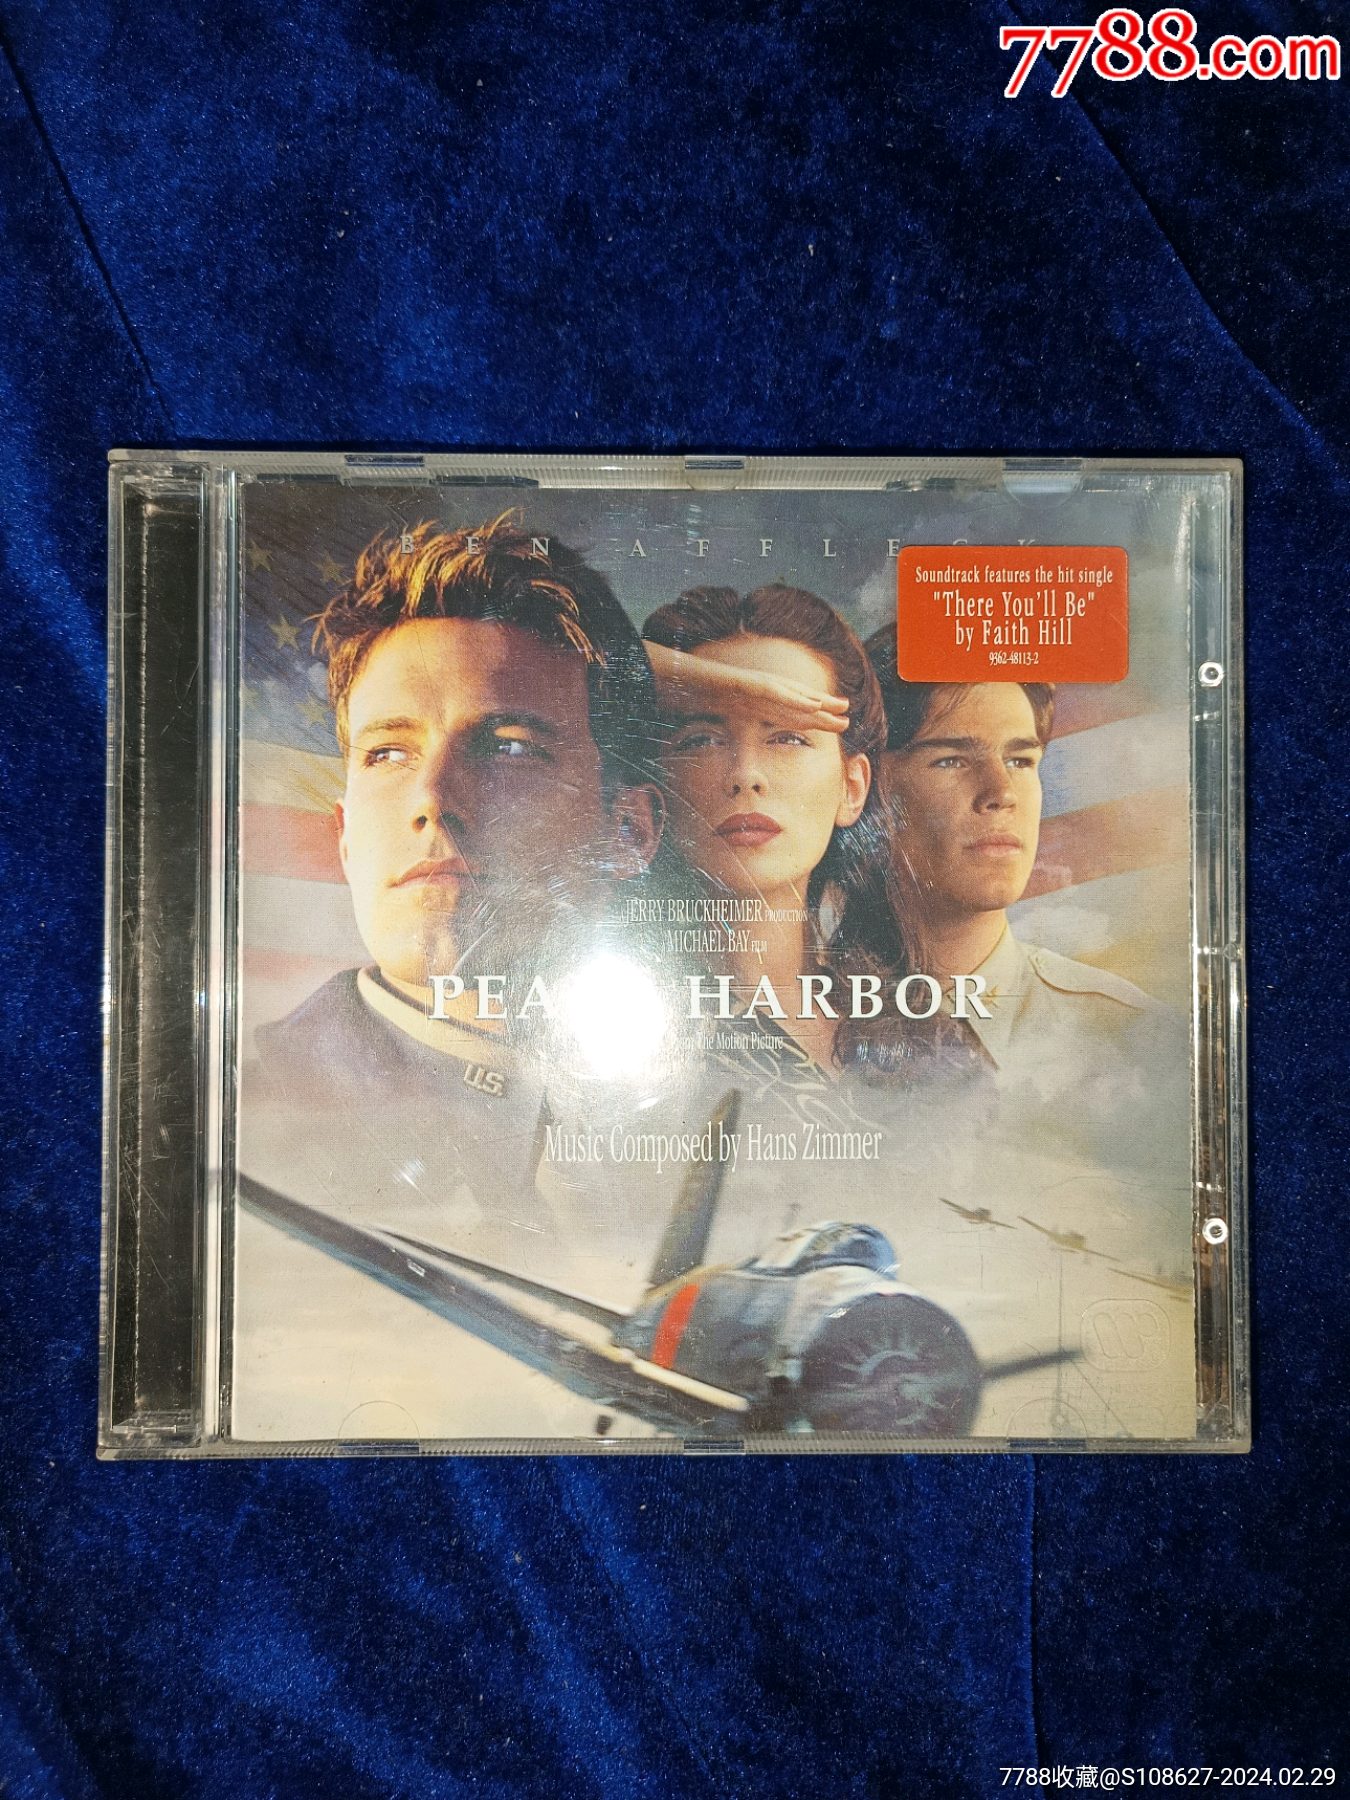 7788.com
BEN AFFLECK
Soundtrack features the hit single
"There You'll Be"
by Faith Hill
9362-48113-2
JERRY BRUCKHEIMER PRODUCTION
MICHAEL BAY FILM
HARBOR
The Motion Picture
U.S.
Music Composed by Hans Zimmer
7788收藏@S108627-2024.02.29